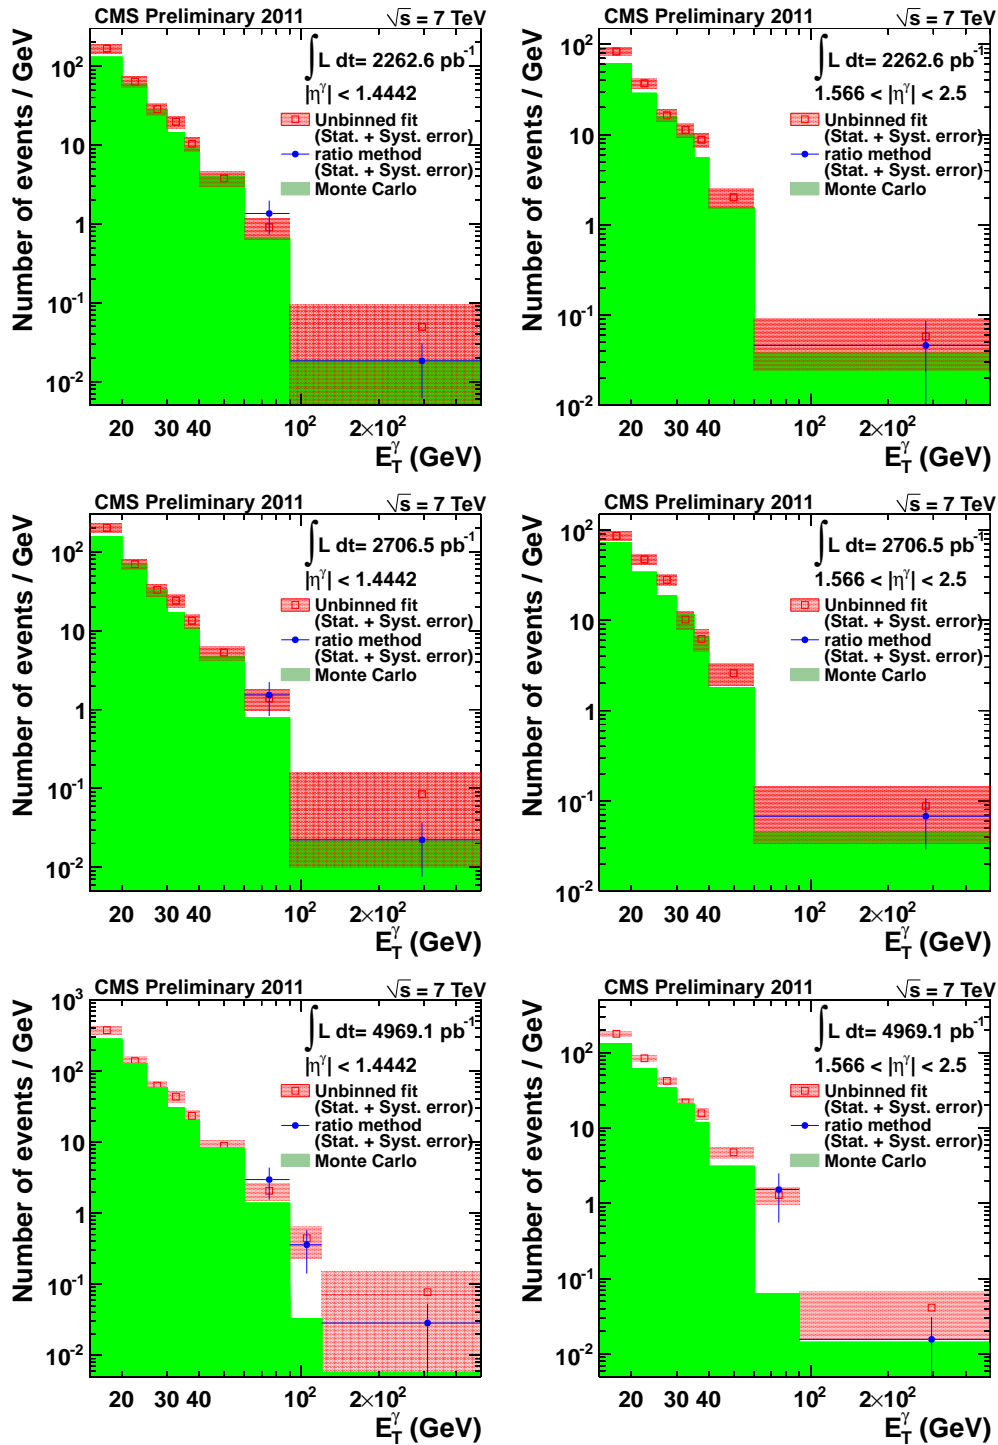 CMS Preliminary 2011 √s = 7 TeV
∫ L dt= 2262.6 pb⁻¹
|η^γ| < 1.4442
Unbinned fit
(Stat. + Syst. error)
ratio method
(Stat. + Syst. error)
Monte Carlo
Number of events / GeV
10²
10
1
10⁻¹
10⁻²
20 30 40 10² 2×10²
E_T^γ (GeV)
CMS Preliminary 2011 √s = 7 TeV
∫ L dt= 2262.6 pb⁻¹
1.566 < |η^γ| < 2.5
Unbinned fit
(Stat. + Syst. error)
ratio method
(Stat. + Syst. error)
Monte Carlo
Number of events / GeV
10²
10
1
10⁻¹
10⁻²
20 30 40 10² 2×10²
E_T^γ (GeV)
CMS Preliminary 2011 √s = 7 TeV
∫ L dt= 2706.5 pb⁻¹
|η^γ| < 1.4442
Unbinned fit
(Stat. + Syst. error)
ratio method
(Stat. + Syst. error)
Monte Carlo
Number of events / GeV
10²
10
1
10⁻¹
10⁻²
20 30 40 10² 2×10²
E_T^γ (GeV)
CMS Preliminary 2011 √s = 7 TeV
∫ L dt= 2706.5 pb⁻¹
1.566 < |η^γ| < 2.5
Unbinned fit
(Stat. + Syst. error)
ratio method
(Stat. + Syst. error)
Monte Carlo
Number of events / GeV
10²
10
1
10⁻¹
10⁻²
20 30 40 10² 2×10²
E_T^γ (GeV)
CMS Preliminary 2011 √s = 7 TeV
∫ L dt= 4969.1 pb⁻¹
|η^γ| < 1.4442
Unbinned fit
(Stat. + Syst. error)
ratio method
(Stat. + Syst. error)
Monte Carlo
Number of events / GeV
10³
10²
10
1
10⁻¹
10⁻²
20 30 40 10² 2×10²
E_T^γ (GeV)
CMS Preliminary 2011 √s = 7 TeV
∫ L dt= 4969.1 pb⁻¹
1.566 < |η^γ| < 2.5
Unbinned fit
(Stat. + Syst. error)
ratio method
(Stat. + Syst. error)
Monte Carlo
Number of events / GeV
10²
10
1
10⁻¹
10⁻²
20 30 40 10² 2×10²
E_T^γ (GeV)